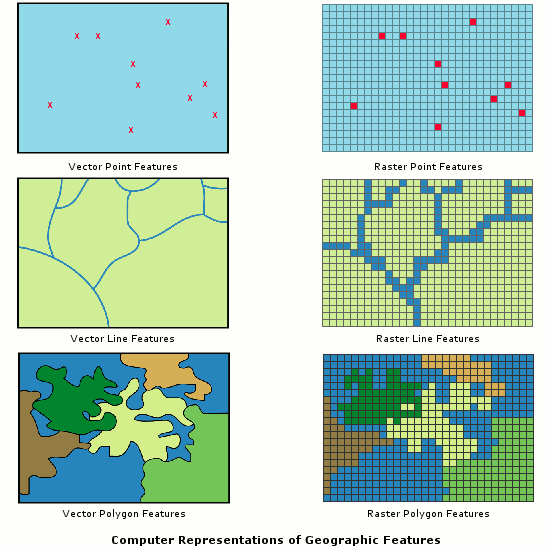 Vector Point Features
Raster Point Features
Vector Line Features
Raster Line Features
Vector Polygon Features
Raster Polygon Features
Computer Representations of Geographic Features